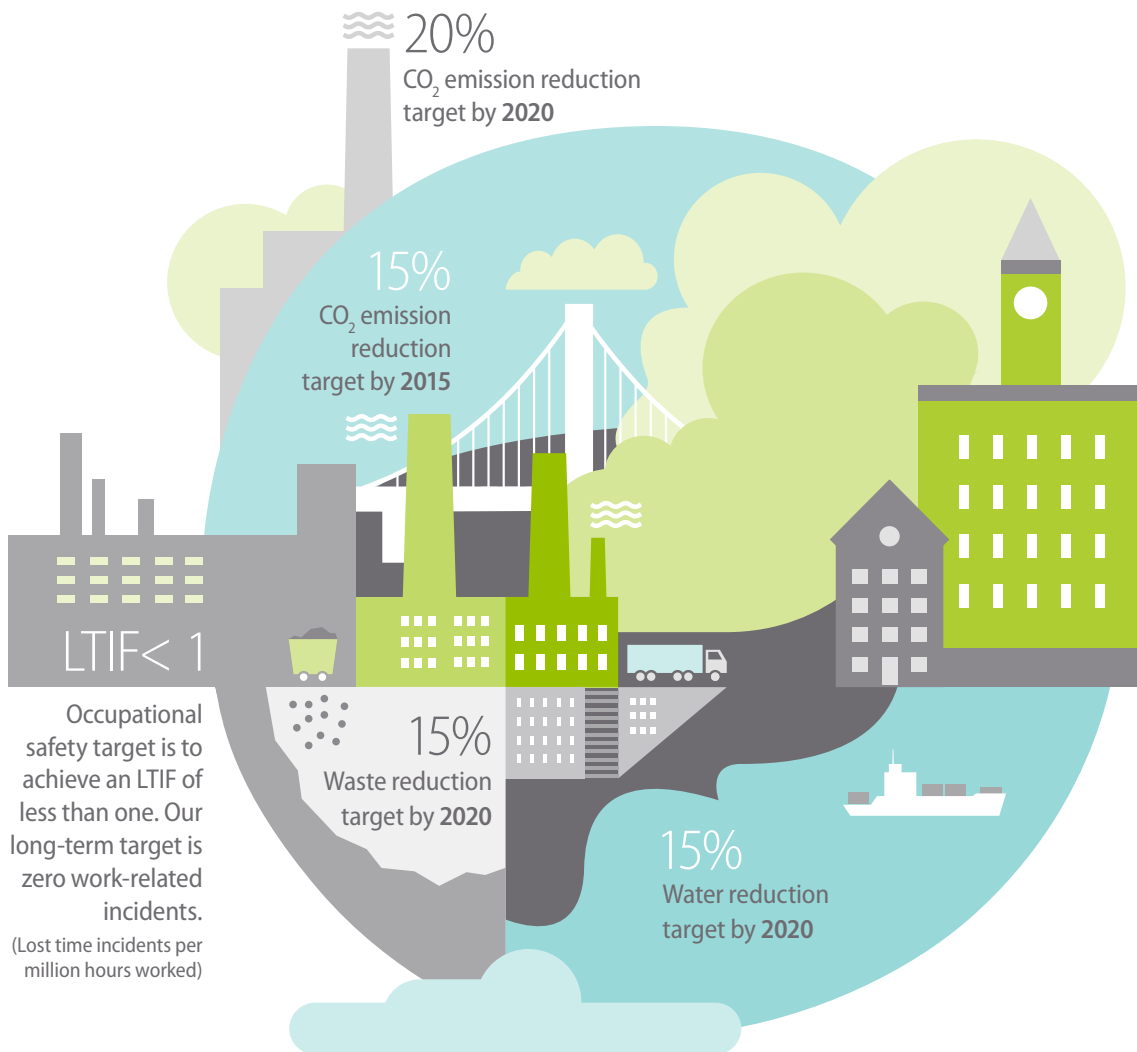 20%
CO₂ emission reduction
target by 2020
15%
CO₂ emission
reduction
target by 2015
LTIF< 1
Occupational
safety target is to
achieve an LTIF of
less than one. Our
long-term target is
zero work-related
incidents.
(Lost time incidents per
million hours worked)
15%
Waste reduction
target by 2020
15%
Water reduction
target by 2020